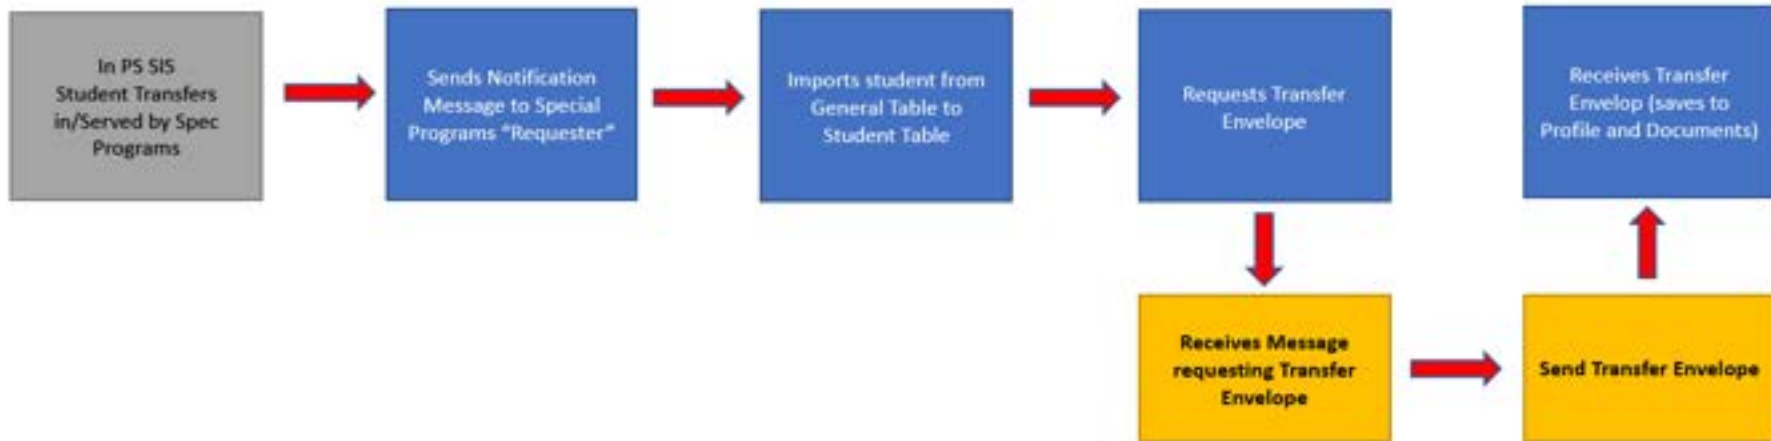 In PS SIS
Student Transfers
in/Served by Spec
Programs
Sends Notification
Message to Special
Programs "Requester"
Imports student from
General Table to
Student Table
Requests Transfer
Envelope
Receives Message
requesting Transfer
Envelope
Send Transfer Envelope
Receives Transfer
Envelop (saves to
Profile and Documents)